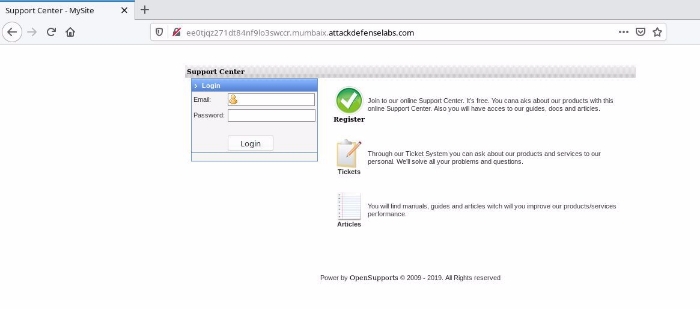 Support Center - MySite
ee0tjqz271dt84nf9lo3swccr.mumbaix.attackdefenselabs.com
Support Center
Login
Email:
Password:
Login
Join to our online Support Center. It's free. You cana aks about our products with this
online Support Center. Also you will have acces to our guides, docs and articles.
Register
Through our Ticket System you can ask about our products and services to our
personal. We'll solve all your problems and questions.
Tickets
You will find manuals, guides and articles witch will you improve our products/services
performance.
Articles
Power by OpenSupports © 2009 - 2019. All Rights reserved